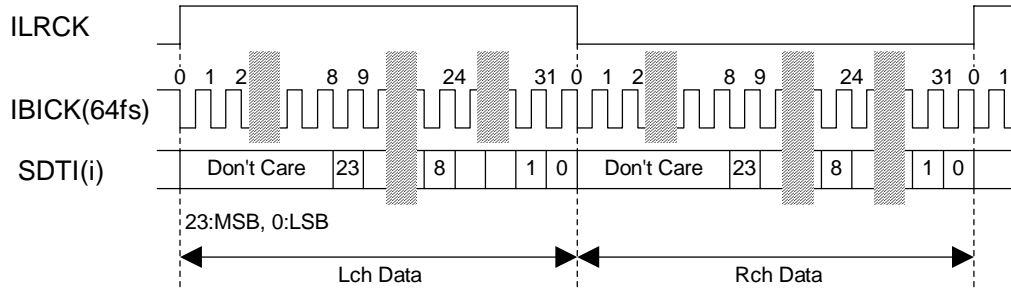 ILRCK
0 1 2 8 9 24 31 0 1 2 8 9 24 31 0 1
IBICK(64fs)
SDTI(i) Don't Care 23 8 1 0 Don't Care 23 8 1 0
23:MSB, 0:LSB
Lch Data Rch Data